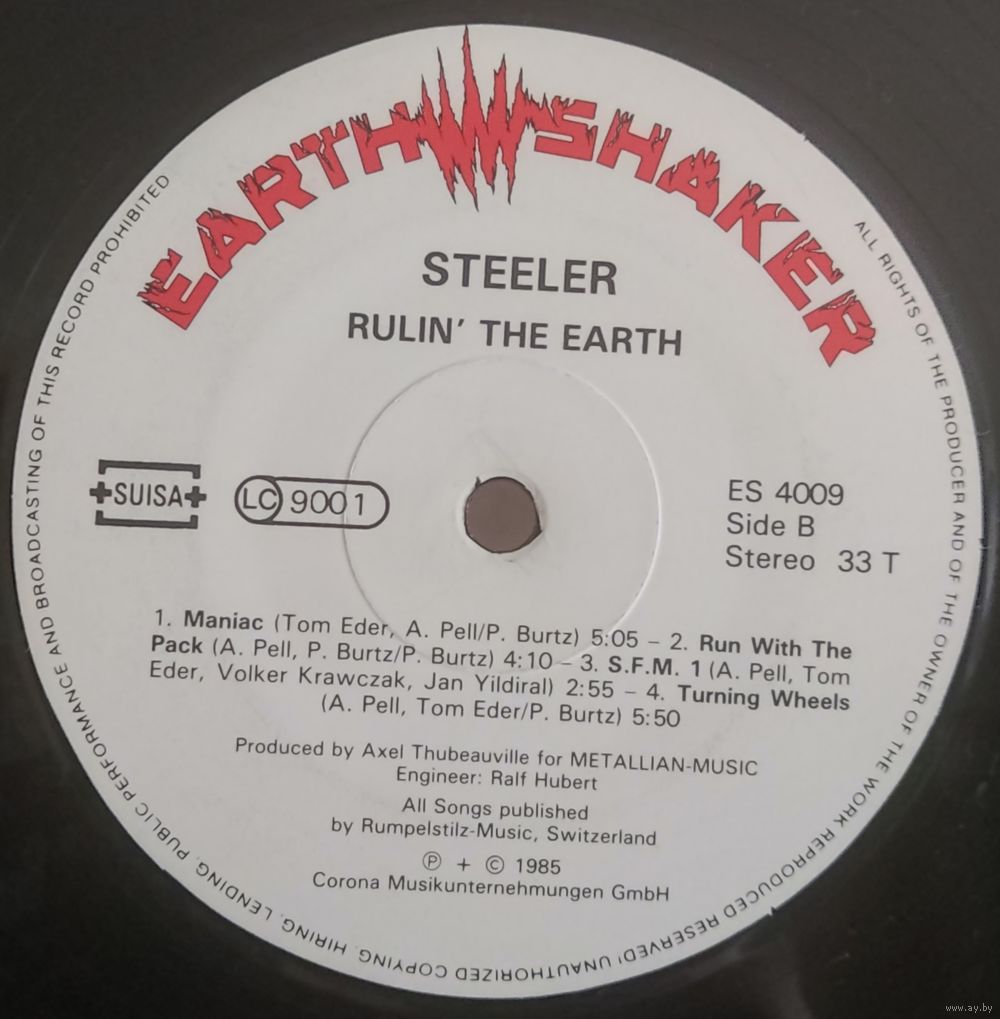 EARTH SHAKER
STEELER
RULIN' THE EARTH
+SUISA+
LC 9001
ES 4009
Side B
Stereo 33 T
1. Maniac (Tom Eder, A. Pell/P. Burtz) 5:05 – 2. Run With The
Pack (A. Pell, P. Burtz/P. Burtz) 4:10 – 3. S.F.M. 1 (A. Pell, Tom
Eder, Volker Krawczak, Jan Yildiral) 2:55 – 4. Turning Wheels
(A. Pell, Tom Eder/P. Burtz) 5:50
Produced by Axel Thubeauville for METALLIAN-MUSIC
Engineer: Ralf Hubert
All Songs published
by Rumpelstilz-Music, Switzerland
℗ + © 1985
Corona Musikunternehmungen GmbH
ALL RIGHTS OF THE PRODUCER AND OF THE OWNER OF THE WORK REPRODUCED RESERVED! UNAUTHORIZED COPYING, HIRING, LENDING, PUBLIC PERFORMANCE AND BROADCASTING OF THIS RECORD PROHIBITED
www.ay.by